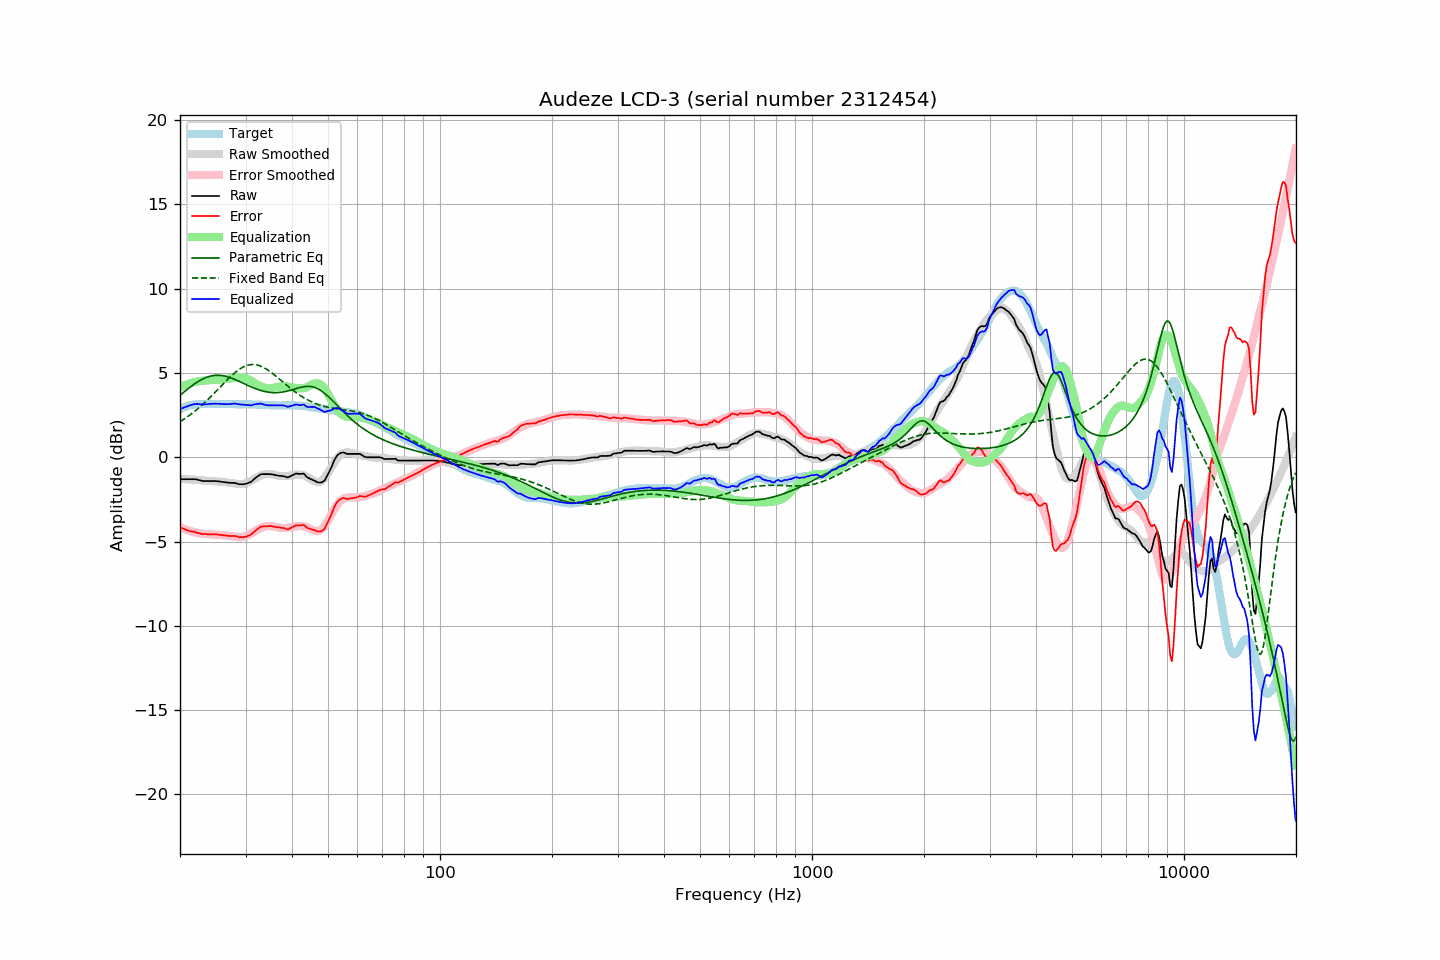 Audeze LCD-3 (serial number 2312454)
Target
Raw Smoothed
Error Smoothed
Raw
Error
Equalization
Parametric Eq
Fixed Band Eq
Equalized
20
15
10
5
0
−5
−10
−15
−20
Amplitude (dBr)
100
1000
10000
Frequency (Hz)